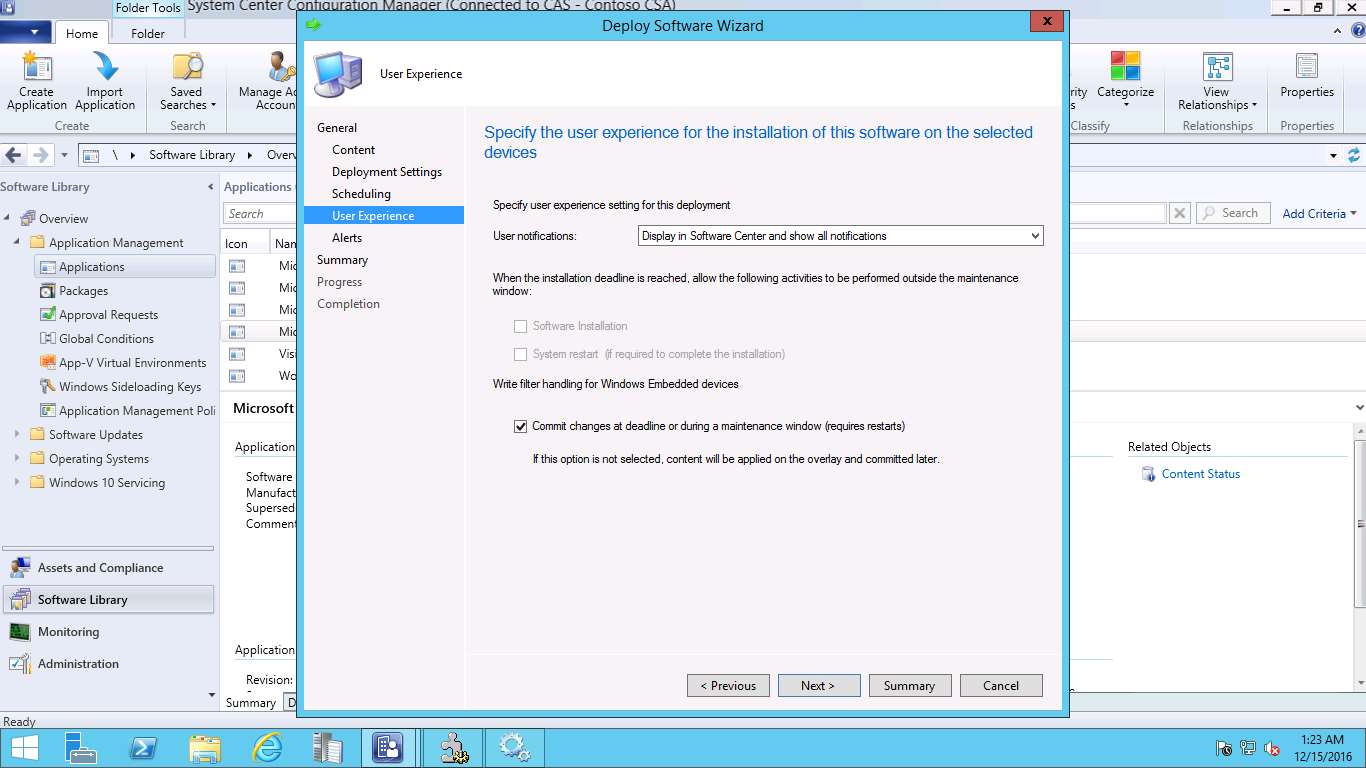 Folder Tools
System Center Configuration Manager (Connected to CAS - Contoso CSA)
Home
Folder
Create Application
Import Application
Saved Searches
Manage Ac
Accoun
Create
Search
Categorize
View Relationships
Properties
Classify
Relationships
Properties
\ Software Library Overv
Software Library
Overview
Application Management
Applications
Packages
Approval Requests
Global Conditions
App-V Virtual Environments
Windows Sideloading Keys
Application Management Poli
Software Updates
Operating Systems
Windows 10 Servicing
Assets and Compliance
Software Library
Monitoring
Administration
Applications
Search
Icon
Nan
Mic
Mic
Mic
Mic
Visi
Wo
Microsoft
Application
Software
Manufact
Supersed
Comment
Application
Revision:
Summary
Deploy Software Wizard
X
User Experience
General
Content
Deployment Settings
Scheduling
User Experience
Alerts
Summary
Progress
Completion
Specify the user experience for the installation of this software on the selected
devices
Specify user experience setting for this deployment
User notifications: Display in Software Center and show all notifications
When the installation deadline is reached, allow the following activities to be performed outside the maintenance
window:
Software Installation
System restart (if required to complete the installation)
Write filter handling for Windows Embedded devices
Commit changes at deadline or during a maintenance window (requires restarts)
If this option is not selected, content will be applied on the overlay and committed later.
< Previous
Next >
Summary
Cancel
Search
Add Criteria
Related Objects
Content Status
Ready
1:23 AM
12/15/2016